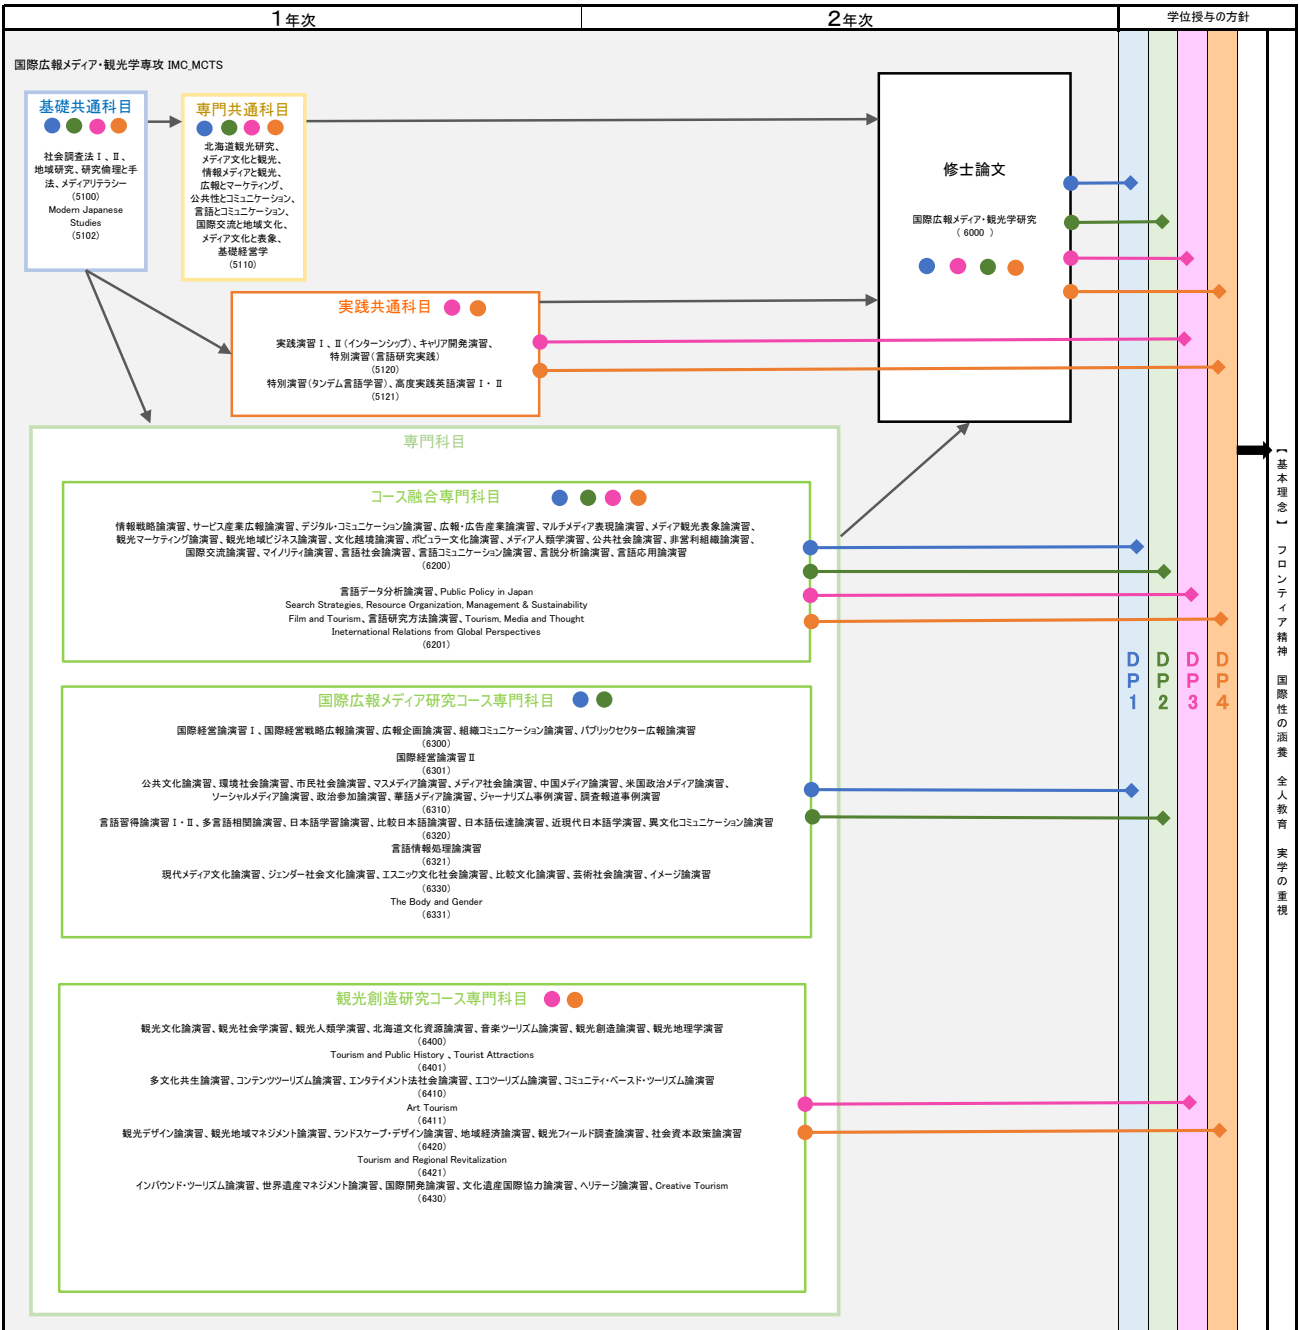 1年次
2年次
学位授与の方針
国際広報メディア・観光学専攻 IMC,MCTS
基礎共通科目
社会調査法Ⅰ、Ⅱ、
地域研究、研究倫理と手
法、メディアリテラシー
(5100)
Modern Japanese
Studies
(5102)
専門共通科目
北海道観光研究、
メディア文化と観光、
情報メディアと観光、
広報とマーケティング、
公共性とコミュニケーション、
言語とコミュニケーション、
国際交流と地域文化、
メディア文化と表象、
基礎経営学
(5110)
修士論文
国際広報メディア・観光学研究
( 6000 )
実践共通科目
実践演習Ⅰ、Ⅱ(インターンシップ)、キャリア開発演習、
特別演習(言語研究実践)
(5120)
特別演習(タンデム言語学習)、高度実践英語演習Ⅰ・Ⅱ
(5121)
専門科目
コース融合専門科目
情報戦略論演習、サービス産業広報論演習、デジタル・コミュニケーション論演習、広報・広告産業論演習、マルチメディア表現論演習、メディア観光表象論演習、
観光マーケティング論演習、観光地域ビジネス論演習、文化越境論演習、ポピュラー文化論演習、メディア人類学演習、公共社会論演習、非営利組織論演習、
国際交流論演習、マイノリティ論演習、言語社会論演習、言語コミュニケーション論演習、言説分析論演習、言語応用論演習
(6200)
言語データ分析論演習、Public Policy in Japan
Search Strategies, Resource Organization, Management & Sustainability
Film and Tourism、言語研究方法論演習、Tourism, Media and Thought
Ineternational Relations from Global Perspectives
(6201)
国際広報メディア研究コース専門科目
国際経営論演習Ⅰ、国際経営戦略広報論演習、広報企画論演習、組織コミュニケーション論演習、パブリックセクター広報論演習
(6300)
国際経営論演習Ⅱ
(6301)
公共文化論演習、環境社会論演習、市民社会論演習、マスメディア論演習、メディア社会論演習、中国メディア論演習、米国政治メディア論演習、
ソーシャルメディア論演習、政治参加論演習、華語メディア論演習、ジャーナリズム事例演習、調査報道事例演習
(6310)
言語習得論演習Ⅰ・Ⅱ、多言語相関論演習、日本語学習論演習、比較日本語論演習、日本語伝達論演習、近現代日本語学演習、異文化コミュニケーション論演習
(6320)
言語情報処理論演習
(6321)
現代メディア文化論演習、ジェンダー社会文化論演習、エスニック文化社会論演習、比較文化論演習、芸術社会論演習、イメージ論演習
(6330)
The Body and Gender
(6331)
観光創造研究コース専門科目
観光文化論演習、観光社会学演習、観光人類学演習、北海道文化資源論演習、音楽ツーリズム論演習、観光創造論演習、観光地理学演習
(6400)
Tourism and Public History 、Tourist Attractions
(6401)
多文化共生論演習、コンテンツツーリズム論演習、エンタテイメント法社会論演習、エコツーリズム論演習、コミュニティ・ベースド・ツーリズム論演習
(6410)
Art Tourism
(6411)
観光デザイン論演習、観光地域マネジメント論演習、ランドスケープ・デザイン論演習、地域経済論演習、観光フィールド調査論演習、社会資本政策論演習
(6420)
Tourism and Regional Revitalization
(6421)
インバウンド・ツーリズム論演習、世界遺産マネジメント論演習、国際開発論演習、文化遺産国際協力論演習、ヘリテージ論演習、Creative Tourism
(6430)
DP1
DP2
DP3
DP4
【基本理念】 フロンティア精神 国際性の涵養 全人教育 実学の重視